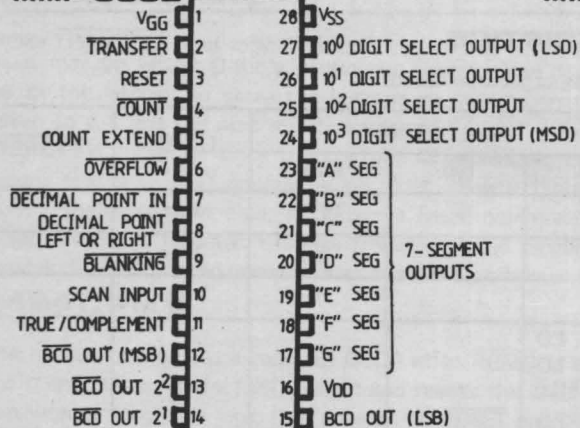 VGG 1
TRANSFER 2
RESET 3
COUNT 4
COUNT EXTEND 5
OVERFLOW 6
DECIMAL POINT IN 7
DECIMAL POINT
LEFT OR RIGHT 8
BLANKING 9
SCAN INPUT 10
TRUE/COMPLEMENT 11
BCD OUT (MSB) 12
BCD OUT 2² 13
BCD OUT 2¹ 14
28 VSS
27 10⁰ DIGIT SELECT OUTPUT (LSD)
26 10¹ DIGIT SELECT OUTPUT
25 10² DIGIT SELECT OUTPUT
24 10³ DIGIT SELECT OUTPUT (MSD)
23 "A" SEG
22 "B" SEG
21 "C" SEG
20 "D" SEG
19 "E" SEG
18 "F" SEG
17 "G" SEG
7-SEGMENT
OUTPUTS
16 VDD
15 BCD OUT (LSB)